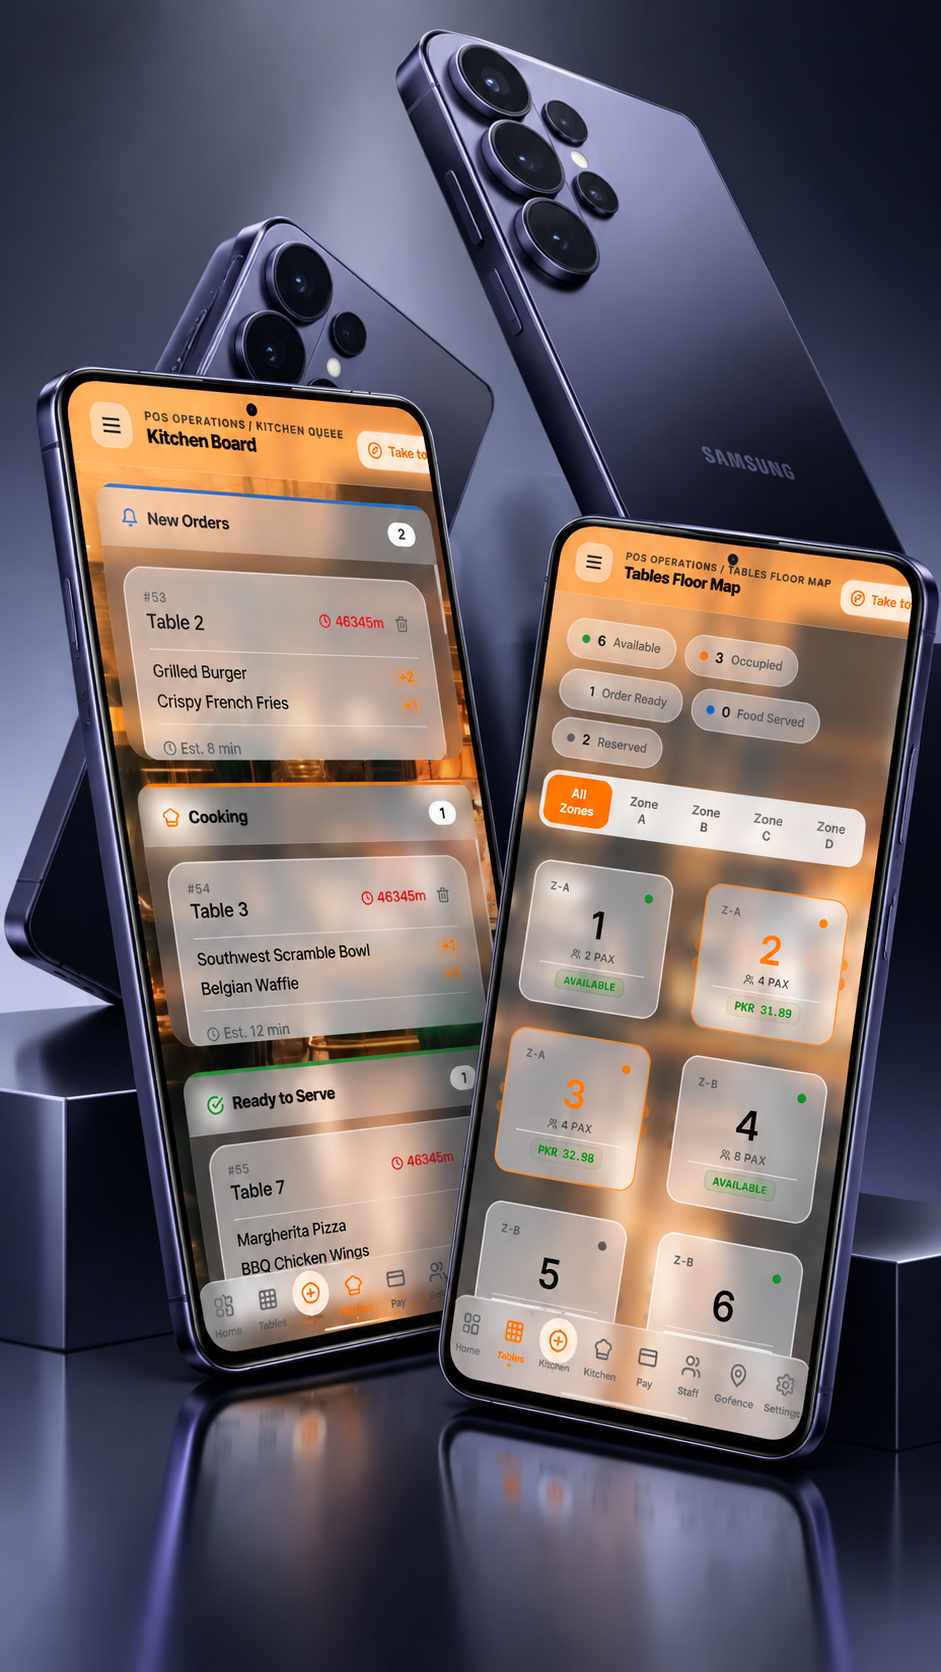 SAMSUNG
POS OPERATIONS / KITCHEN QUEEE
Kitchen Board
Take to
New Orders
2
#53
Table 2
46345m
Grilled Burger
+2
Crispy French Fries
+1
Est. 8 min
Cooking
1
#54
Table 3
46345m
Southwest Scramble Bowl
+1
Belgian Waffie
+1
Est. 12 min
Ready to Serve
1
#55
Table 7
46345m
Margherita Pizza
BBQ Chicken Wings
Home
Tables
Kitchen
Pay
POS OPERATIONS / TABLES FLOOR MAP
Tables Floor Map
Take to
6 Available
3 Occupied
1 Order Ready
0 Food Served
2 Reserved
All Zones
Zone A
Zone B
Zone C
Zone D
Z-A
1
2 PAX
AVAILABLE
Z-A
2
4 PAX
PKR 31.89
Z-A
3
4 PAX
PKR 32.98
Z-B
4
8 PAX
AVAILABLE
Z-B
5
Z-B
6
Home
Tables
Kitchen
Kitchen
Pay
Staff
Gofence
Settings